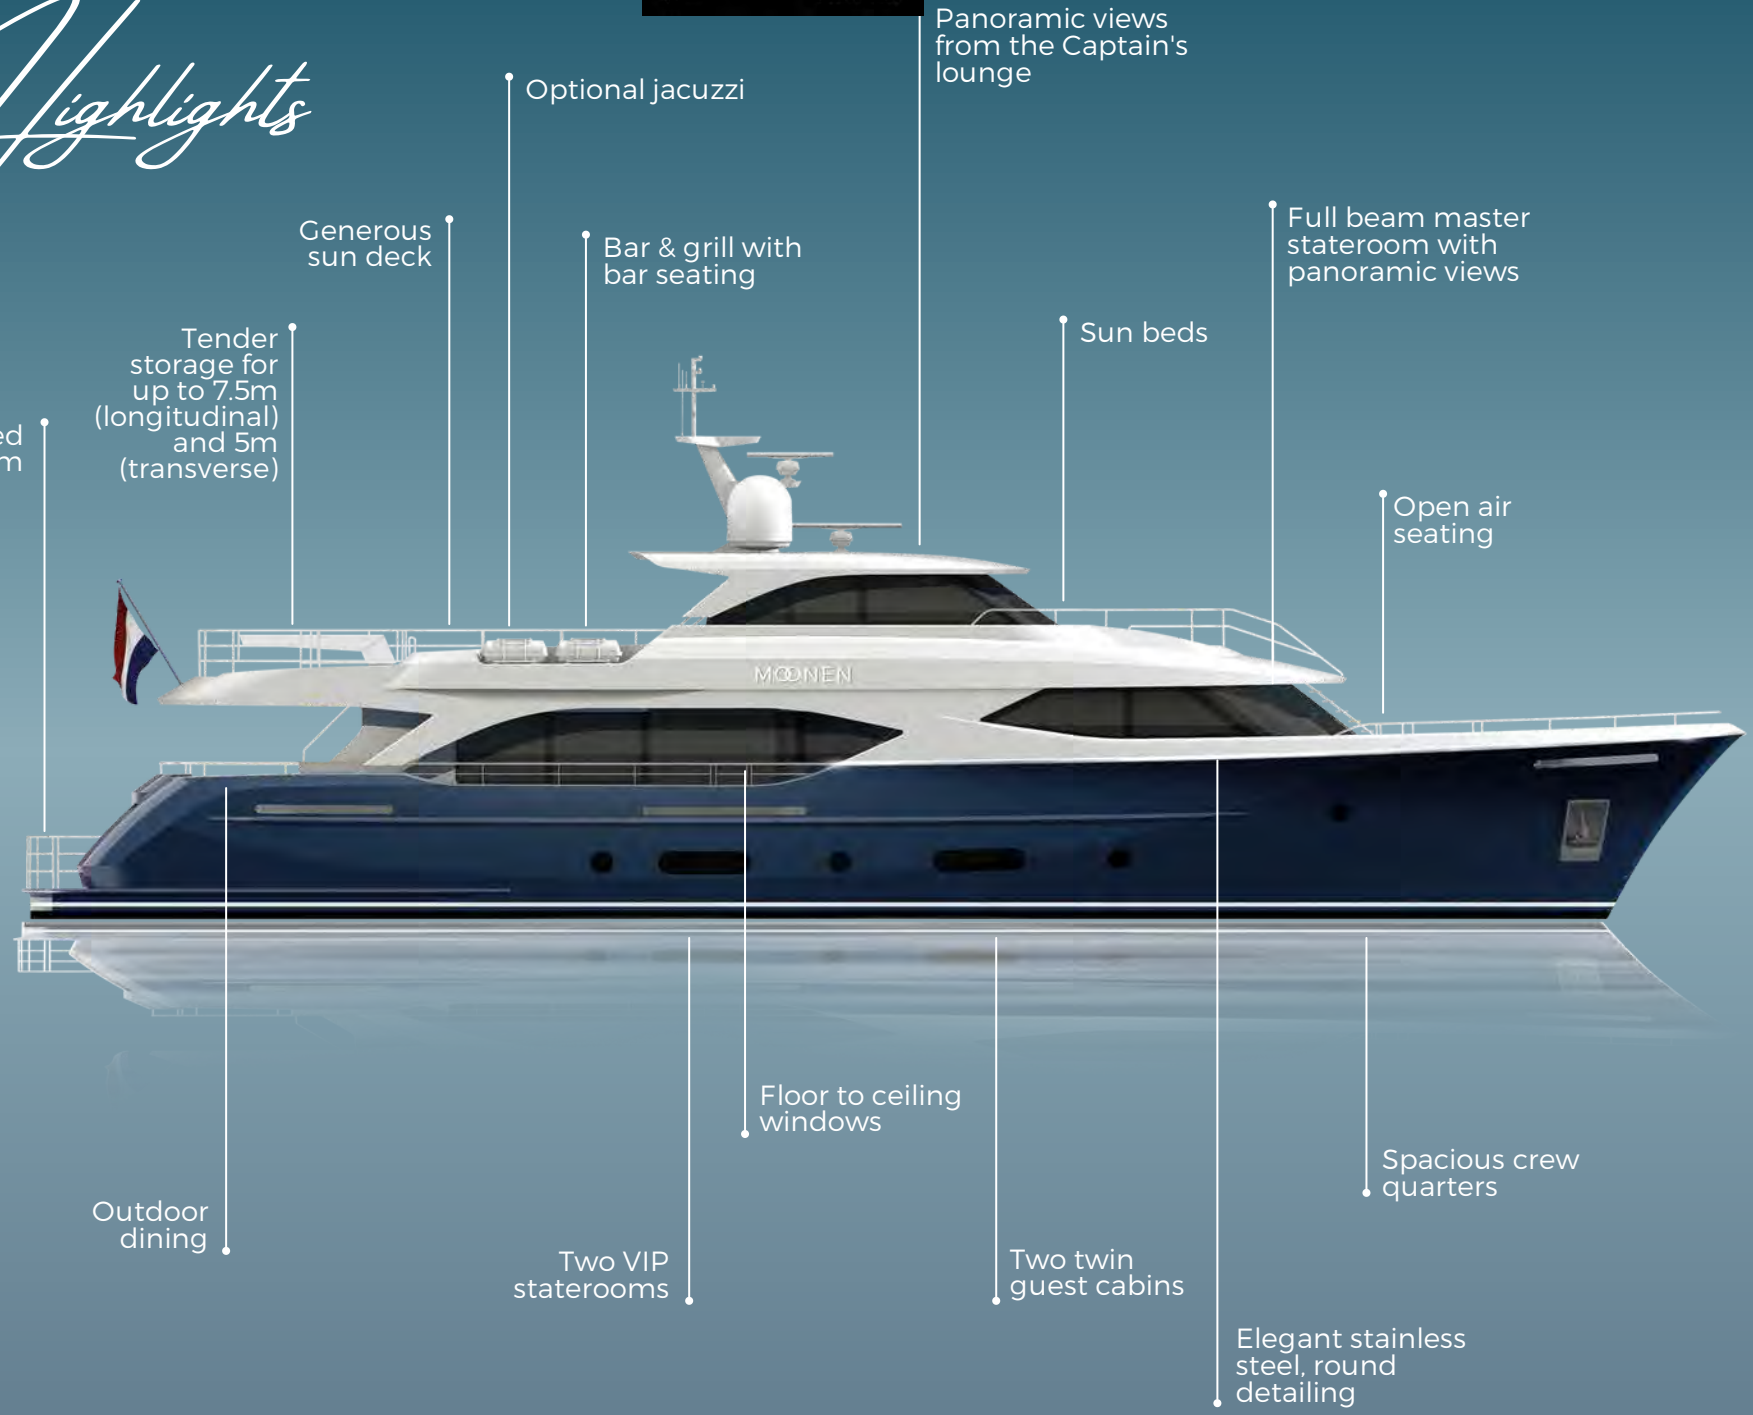 Highlights
Panoramic views
from the Captain's
lounge
Optional jacuzzi
Generous
sun deck
Bar & grill with
bar seating
Full beam master
stateroom with
panoramic views
Tender
storage for
up to 7.5m
(longitudinal)
and 5m
(transverse)
Sun beds
Open air
seating
MOONEN
Floor to ceiling
windows
Spacious crew
quarters
Outdoor
dining
Two VIP
staterooms
Two twin
guest cabins
Elegant stainless
steel, round
detailing